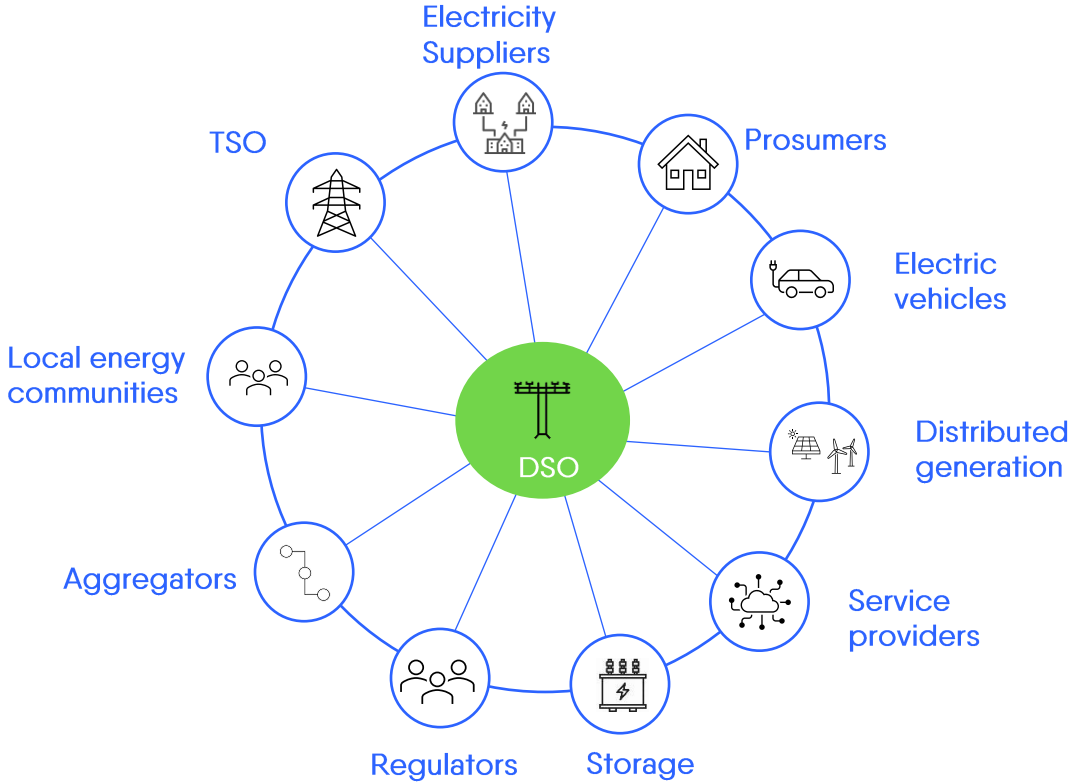 Electricity
Suppliers
TSO
Prosumers
Electric
vehicles
Local energy
communities
Distributed
generation
DSO
Aggregators
Service
providers
Regulators
Storage